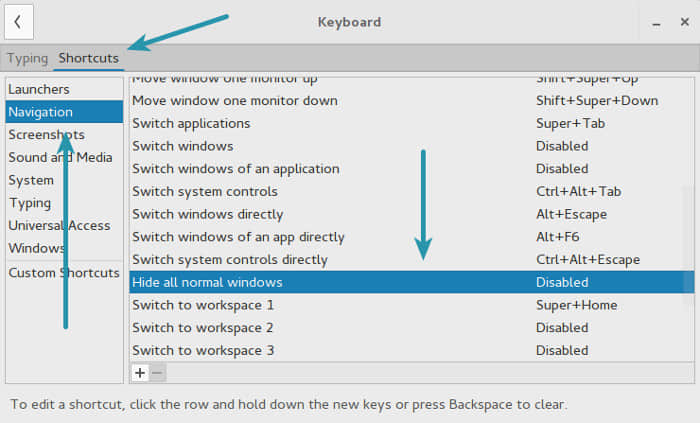 Keyboard
Typing Shortcuts
Launchers
Navigation
Screenshots
Sound and Media
System
Typing
Universal Access
Windows
Custom Shortcuts
Move window one monitor up Shift+Super+Up
Move window one monitor down Shift+Super+Down
Switch applications Super+Tab
Switch windows Disabled
Switch windows of an application Disabled
Switch system controls Ctrl+Alt+Tab
Switch windows directly Alt+Escape
Switch windows of an app directly Alt+F6
Switch system controls directly Ctrl+Alt+Escape
Hide all normal windows Disabled
Switch to workspace 1 Super+Home
Switch to workspace 2 Disabled
Switch to workspace 3 Disabled
To edit a shortcut, click the row and hold down the new keys or press Backspace to clear.